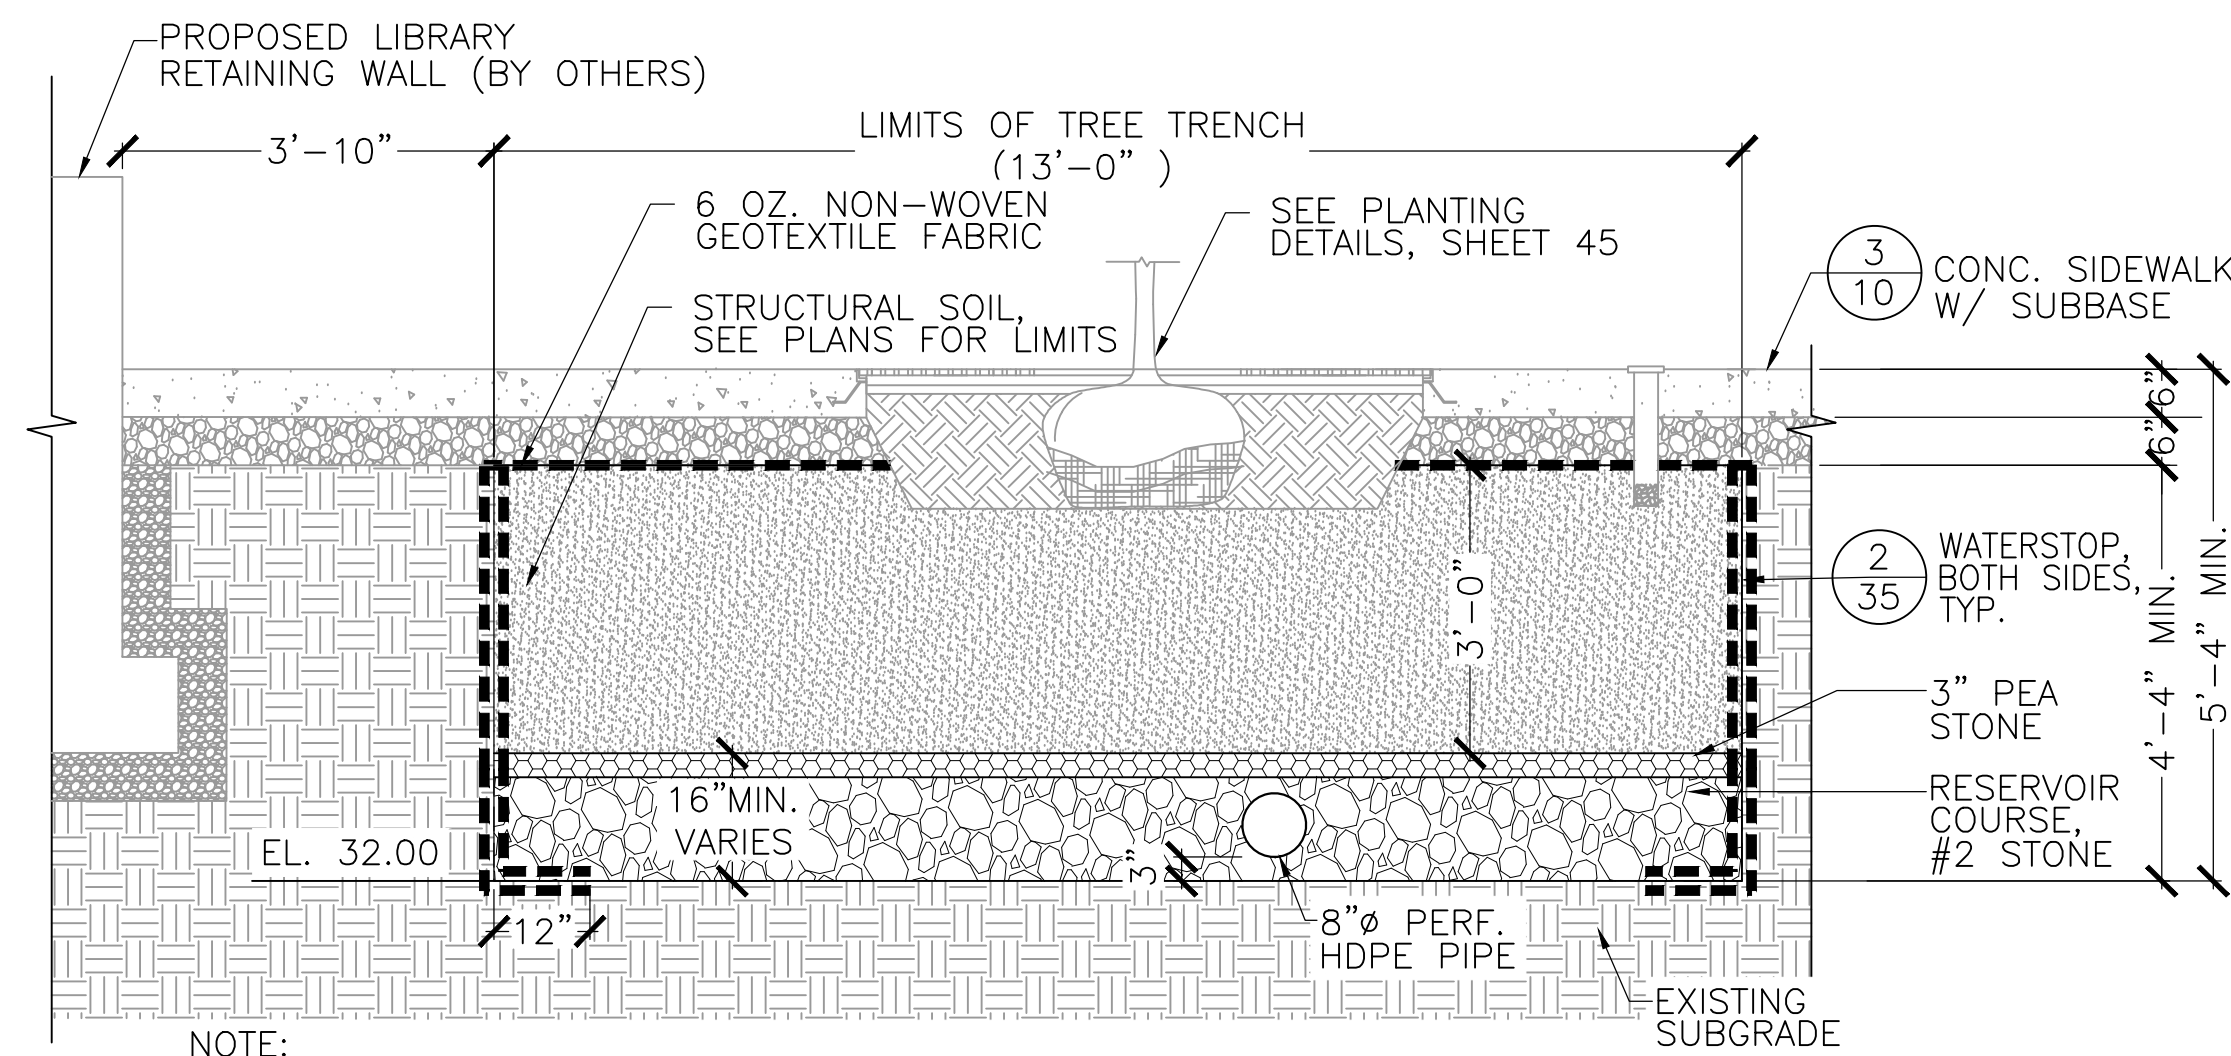 PROPOSED LIBRARY
RETAINING WALL (BY OTHERS)
3'-10"
LIMITS OF TREE TRENCH
(13'-0" )
6 OZ. NON-WOVEN
GEOTEXTILE FABRIC
SEE PLANTING
DETAILS, SHEET 45
STRUCTURAL SOIL,
SEE PLANS FOR LIMITS
3
10
CONC. SIDEWALK
W/ SUBBASE
6"
6"
2
35
WATERSTOP,
BOTH SIDES,
TYP.
3'-0"
4'-4" MIN.
5'-4" MIN.
3" PEA
STONE
RESERVOIR
COURSE,
#2 STONE
16"MIN.
VARIES
EL. 32.00
3"
12"
8"ø PERF.
HDPE PIPE
EXISTING
SUBGRADE
NOTE: